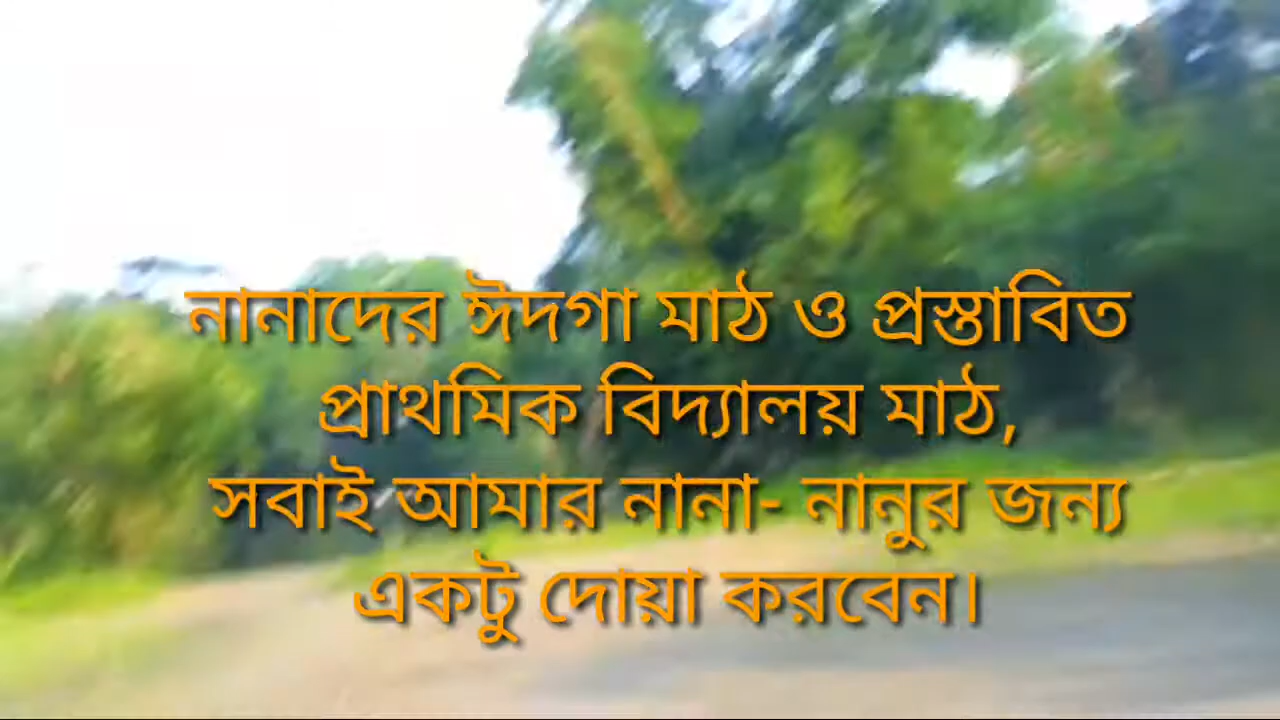 নানাদের ঈদগা মাঠ ও প্রস্তাবিত
প্রাথমিক বিদ্যালয় মাঠ,
সবাই আমার নানা- নানুর জন্য
একটু দোয়া করবেন।